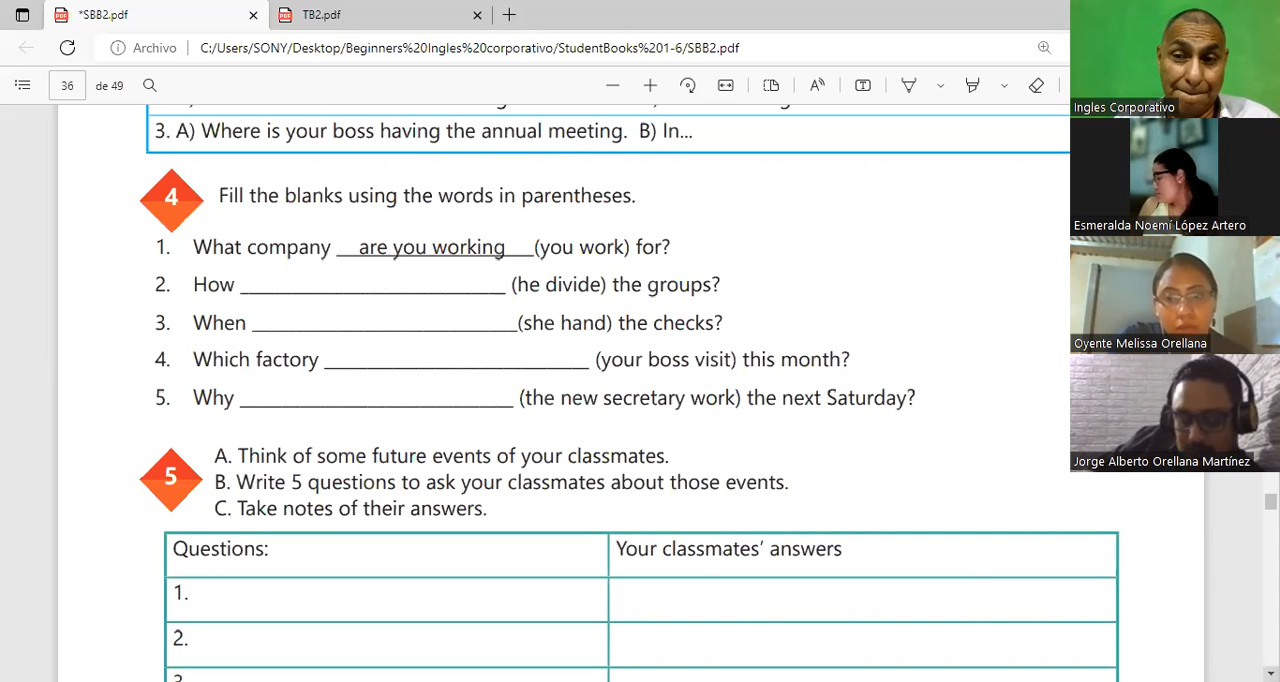 *SBB2.pdf
TB2.pdf
Archivo
C:/Users/SONY/Desktop/Beginners%20Ingles%20corporativo/StudentBooks%201-6/SBB2.pdf
36 de 49
3. A) Where is your boss having the annual meeting. B) In...
4 Fill the blanks using the words in parentheses.
1. What company __are you working___(you work) for?
2. How __________________________ (he divide) the groups?
3. When __________________________(she hand) the checks?
4. Which factory __________________________ (your boss visit) this month?
5. Why ___________________________ (the new secretary work) the next Saturday?
5 A. Think of some future events of your classmates.
B. Write 5 questions to ask your classmates about those events.
C. Take notes of their answers.
Questions: Your classmates' answers
1.
2.
Ingles Corporativo
Esmeralda Noemí López Artero
Oyente Melissa Orellana
Jorge Alberto Orellana Martínez